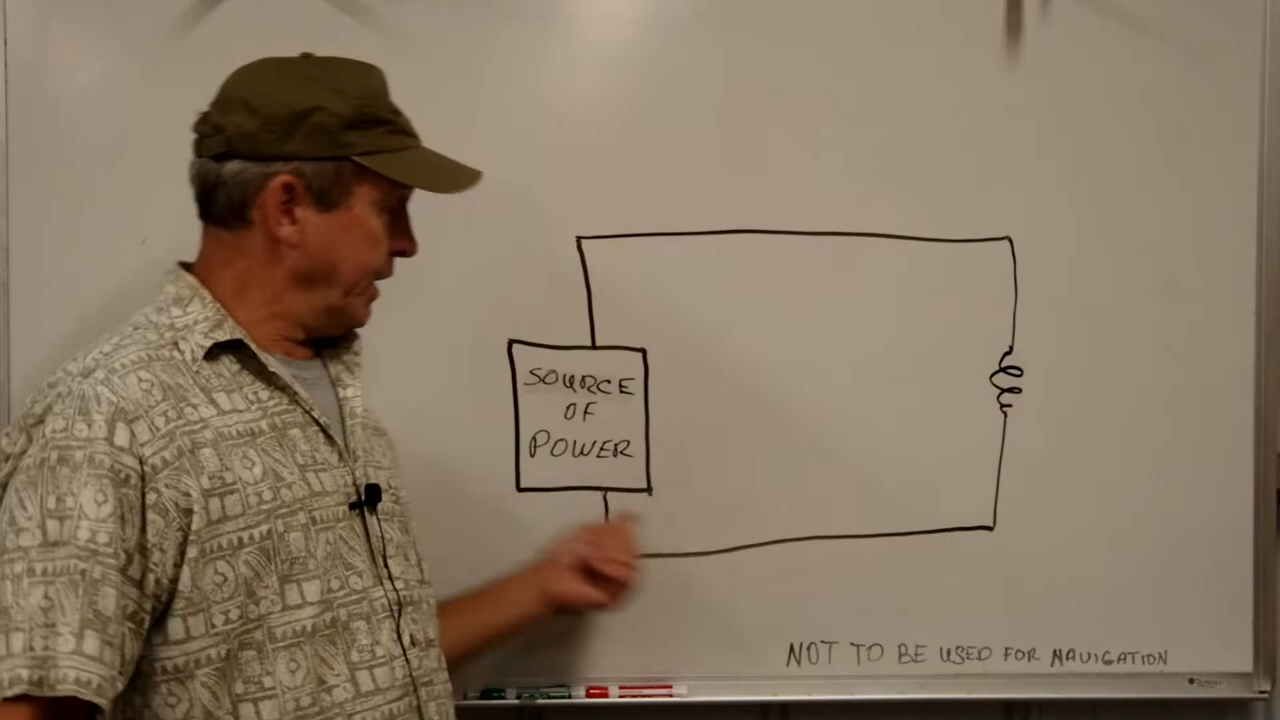 SOURCE
OF
POWER
NOT TO BE USED FOR NAVIGATION